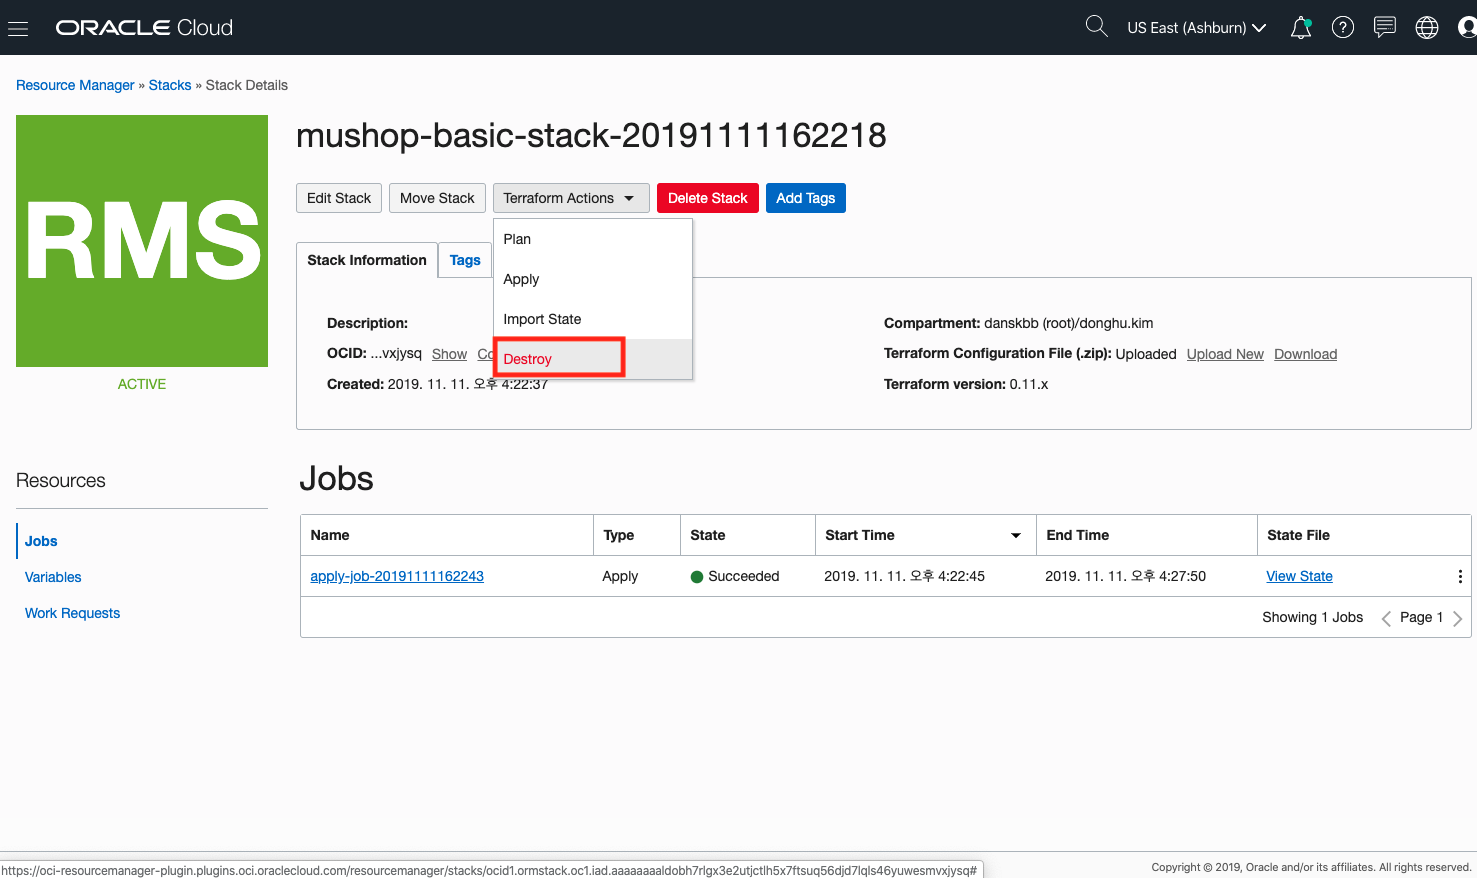 ORACLE Cloud
US East (Ashburn)
Resource Manager » Stacks » Stack Details
RMS
ACTIVE
mushop-basic-stack-20191111162218
Edit Stack
Move Stack
Terraform Actions
Delete Stack
Add Tags
Plan
Apply
Import State
Destroy
Stack Information
Tags
Description:
OCID: ...vxjysq Show Co
Created: 2019. 11. 11. 오후 4:22:37
Compartment: danskbb (root)/donghu.kim
Terraform Configuration File (.zip): Uploaded Upload New Download
Terraform version: 0.11.x
Resources
Jobs
Variables
Work Requests
Jobs
Name Type State Start Time End Time State File
apply-job-20191111162243 Apply Succeeded 2019. 11. 11. 오후 4:22:45 2019. 11. 11. 오후 4:27:50 View State
Showing 1 Jobs Page 1
https://oci-resourcemanager-plugin.plugins.oci.oraclecloud.com/resourcemanager/stacks/ocid1.ormstack.oc1.iad.aaaaaaaaldobh7rlgx3e2utjctlh5x7ftsuq56djd7lqls46yuwesmvxjysq#
Copyright © 2019, Oracle and/or its affiliates. All rights reserved.